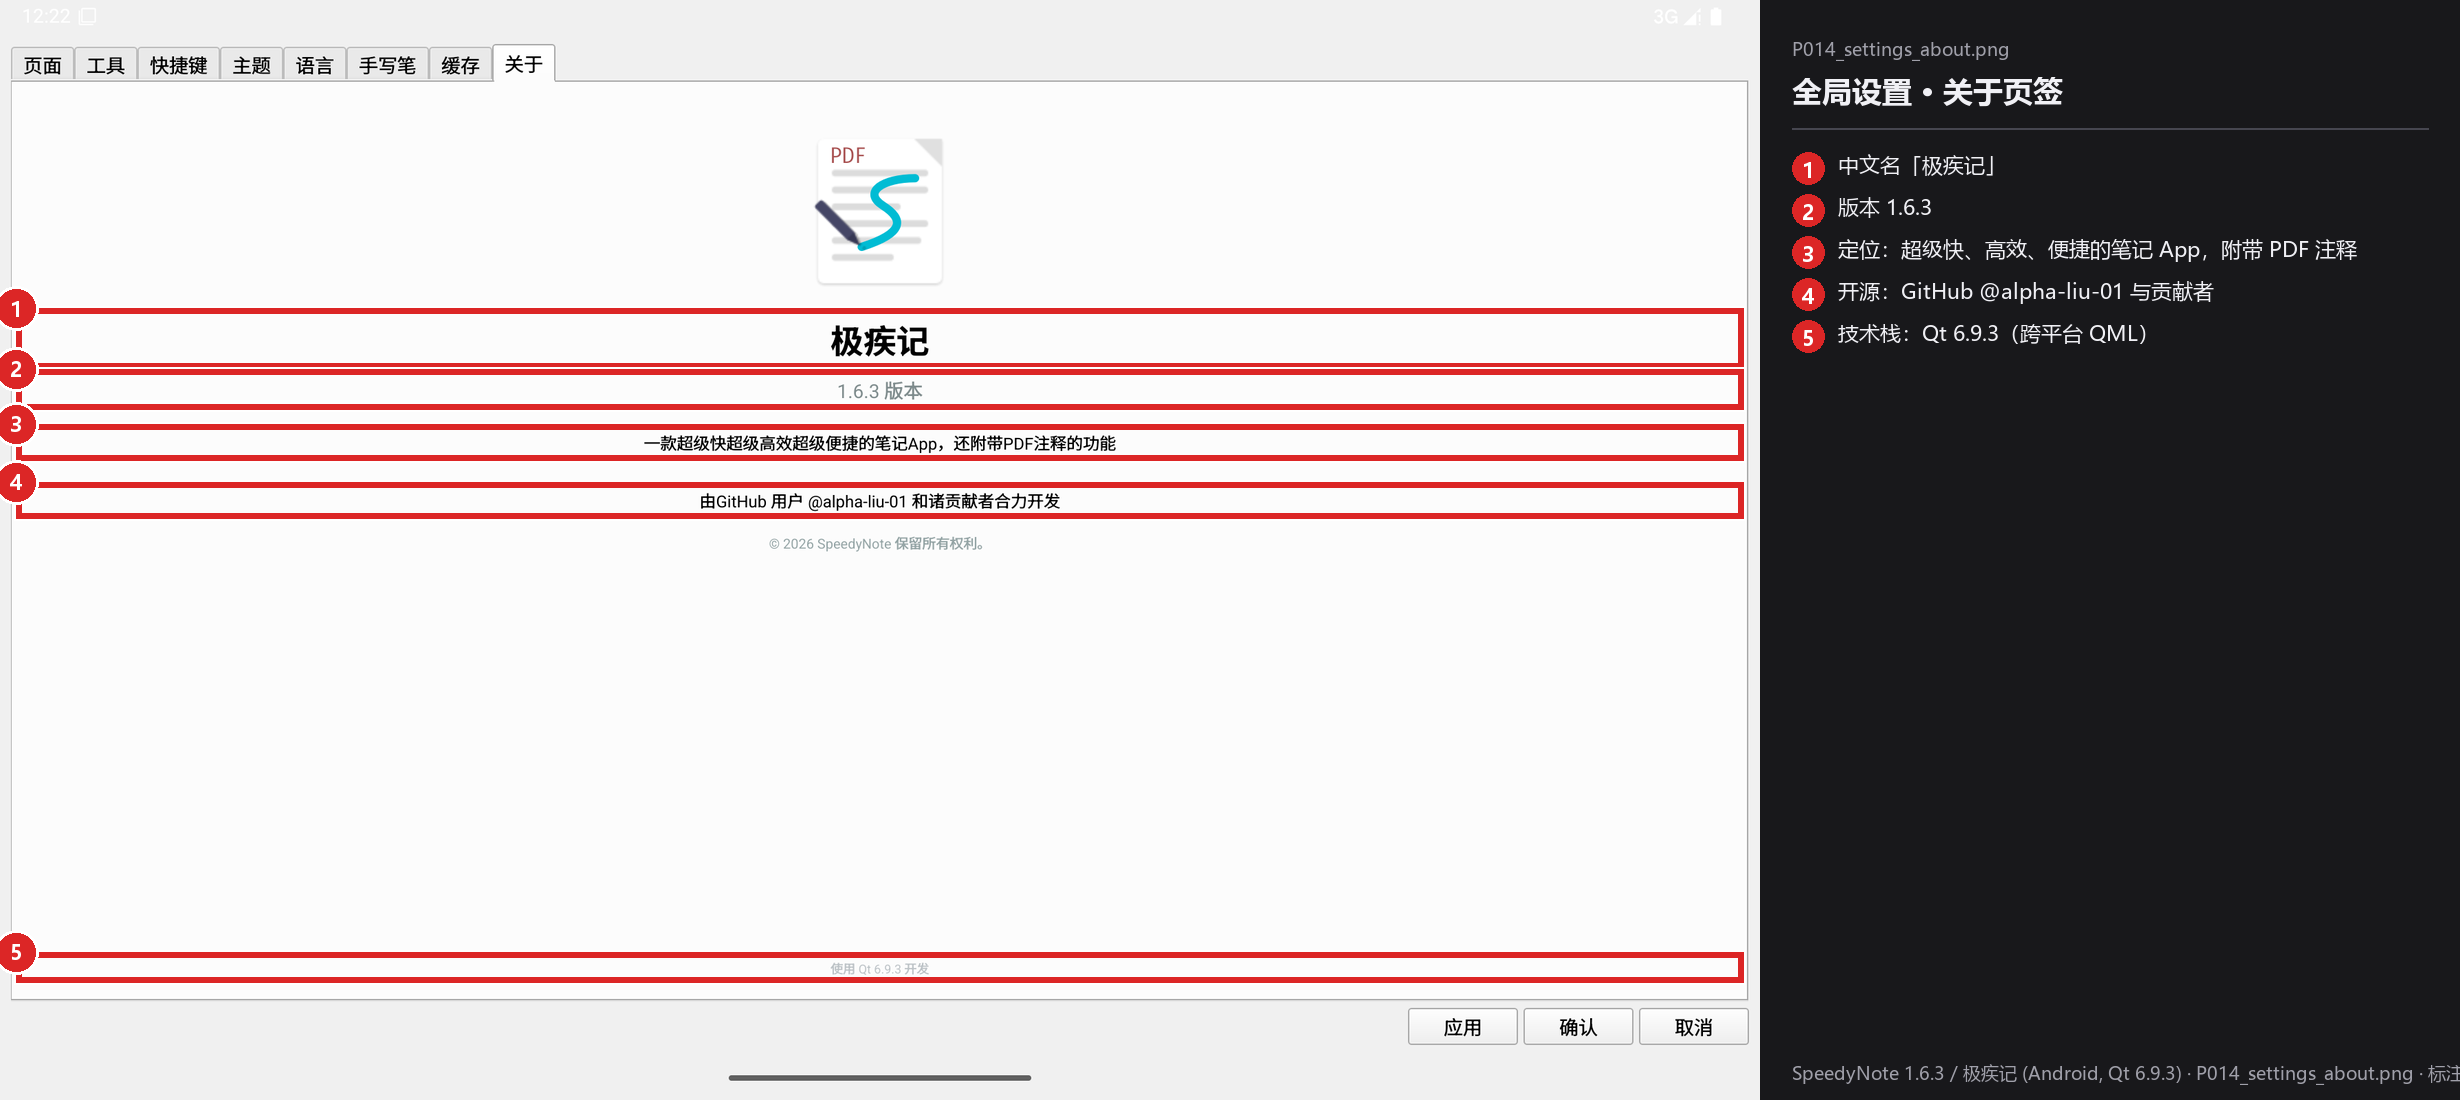 12:22
3G
页面 工具 快捷键 主题 语言 手写笔 缓存 关于
PDF
1
极疾记
2
1.6.3 版本
3
一款超级快超级高效超级便捷的笔记App，还附带PDF注释的功能
4
由GitHub 用户 @alpha-liu-01 和诸贡献者合力开发
© 2026 SpeedyNote 保留所有权利。
5
使用 Qt 6.9.3 开发
应用 确认 取消
P014_settings_about.png
全局设置 • 关于页签
1 中文名「极疾记」
2 版本 1.6.3
3 定位：超级快、高效、便捷的笔记 App，附带 PDF 注释
4 开源：GitHub @alpha-liu-01 与贡献者
5 技术栈：Qt 6.9.3（跨平台 QML）
SpeedyNote 1.6.3 / 极疾记 (Android, Qt 6.9.3) · P014_settings_about.png · 标注